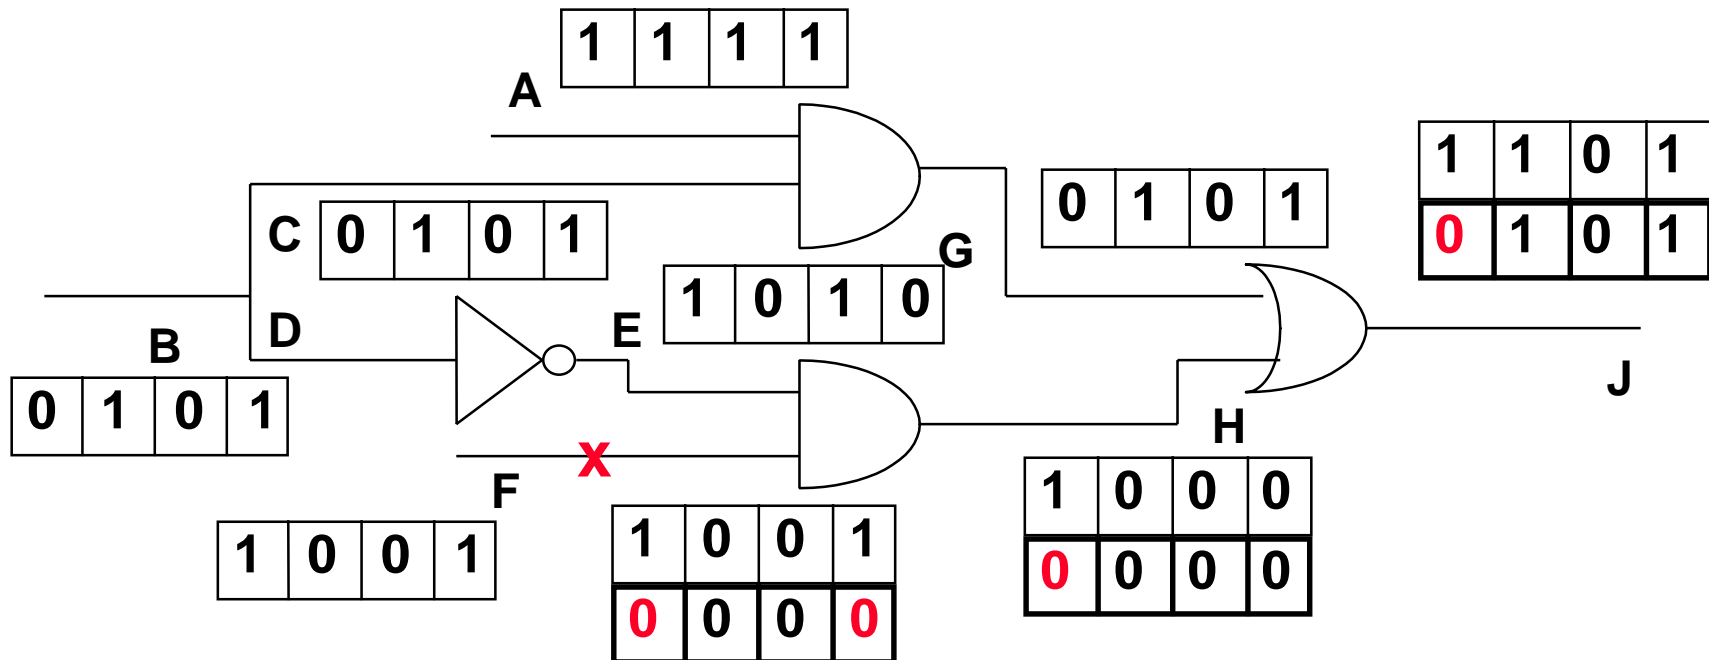 1 1 1 1
A
1 1 0 1
0 1 0 1
0 1 0 1
C 0 1 0 1
G
1 0 1 0
D
E
B
J
0 1 0 1
H
X
F
1 0 0 0
0 0 0 0
1 0 0 1
1 0 0 1
0 0 0 0